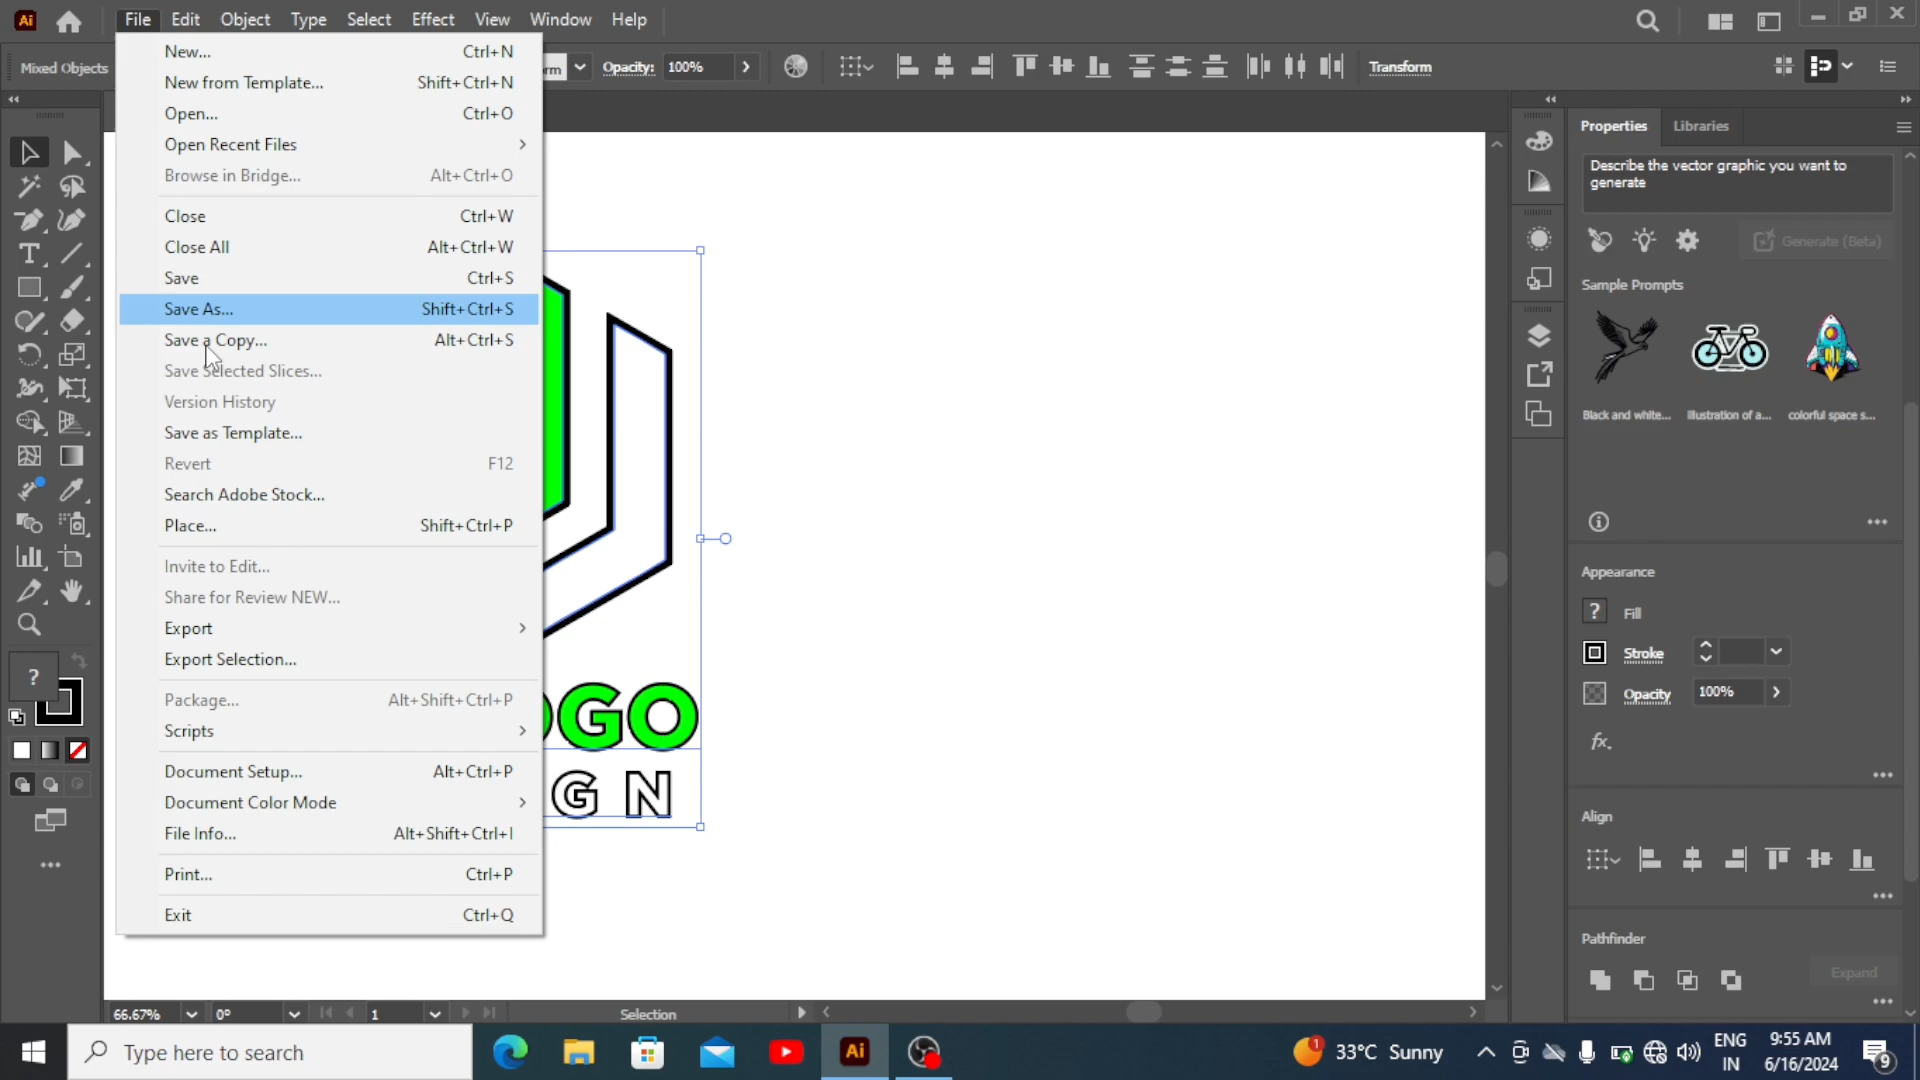 Ai File Edit Object Type Select Effect View Window Help
Mixed Objects Opacity: 100% Transform
New... Ctrl+N
New from Template... Shift+Ctrl+N
Open... Ctrl+O
Open Recent Files
Browse in Bridge... Alt+Ctrl+O
Close Ctrl+W
Close All Alt+Ctrl+W
Save Ctrl+S
Save As... Shift+Ctrl+S
Save a Copy... Alt+Ctrl+S
Save Selected Slices...
Version History
Save as Template...
Revert F12
Search Adobe Stock...
Place... Shift+Ctrl+P
Invite to Edit...
Share for Review NEW...
Export
Export Selection...
Package... Alt+Shift+Ctrl+P
Scripts
Document Setup... Alt+Ctrl+P
Document Color Mode
File Info... Alt+Shift+Ctrl+I
Print... Ctrl+P
Exit Ctrl+Q
OGO
G N
Properties Libraries
Describe the vector graphic you want to
generate
Generate (Beta)
Sample Prompts
Black and white... Illustration of a... colorful space s...
Appearance
? Fill
Stroke
Opacity 100%
fx.
Align
Pathfinder
Expand
?
66.67% 0° 1 Selection
Type here to search
Ai
1 33°C Sunny
ENG
IN
9:55 AM
6/16/2024
9